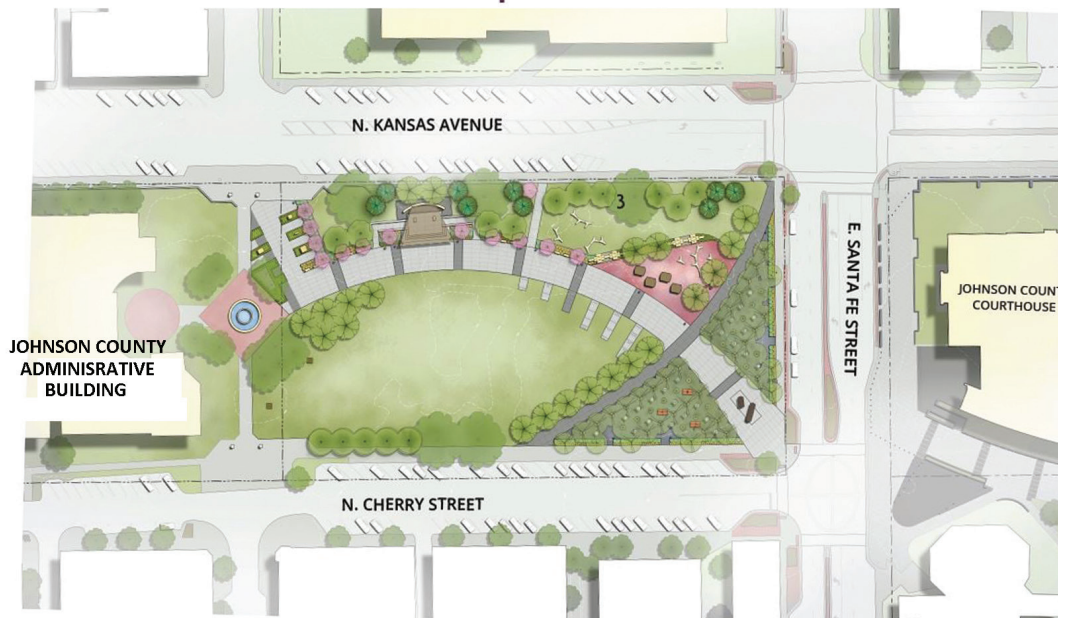 N. KANSAS AVENUE
3
E. SANTA FE STREET
JOHNSON COUNT
COURTHOUSE
JOHNSON COUNTY
ADMINISRATIVE
BUILDING
N. CHERRY STREET